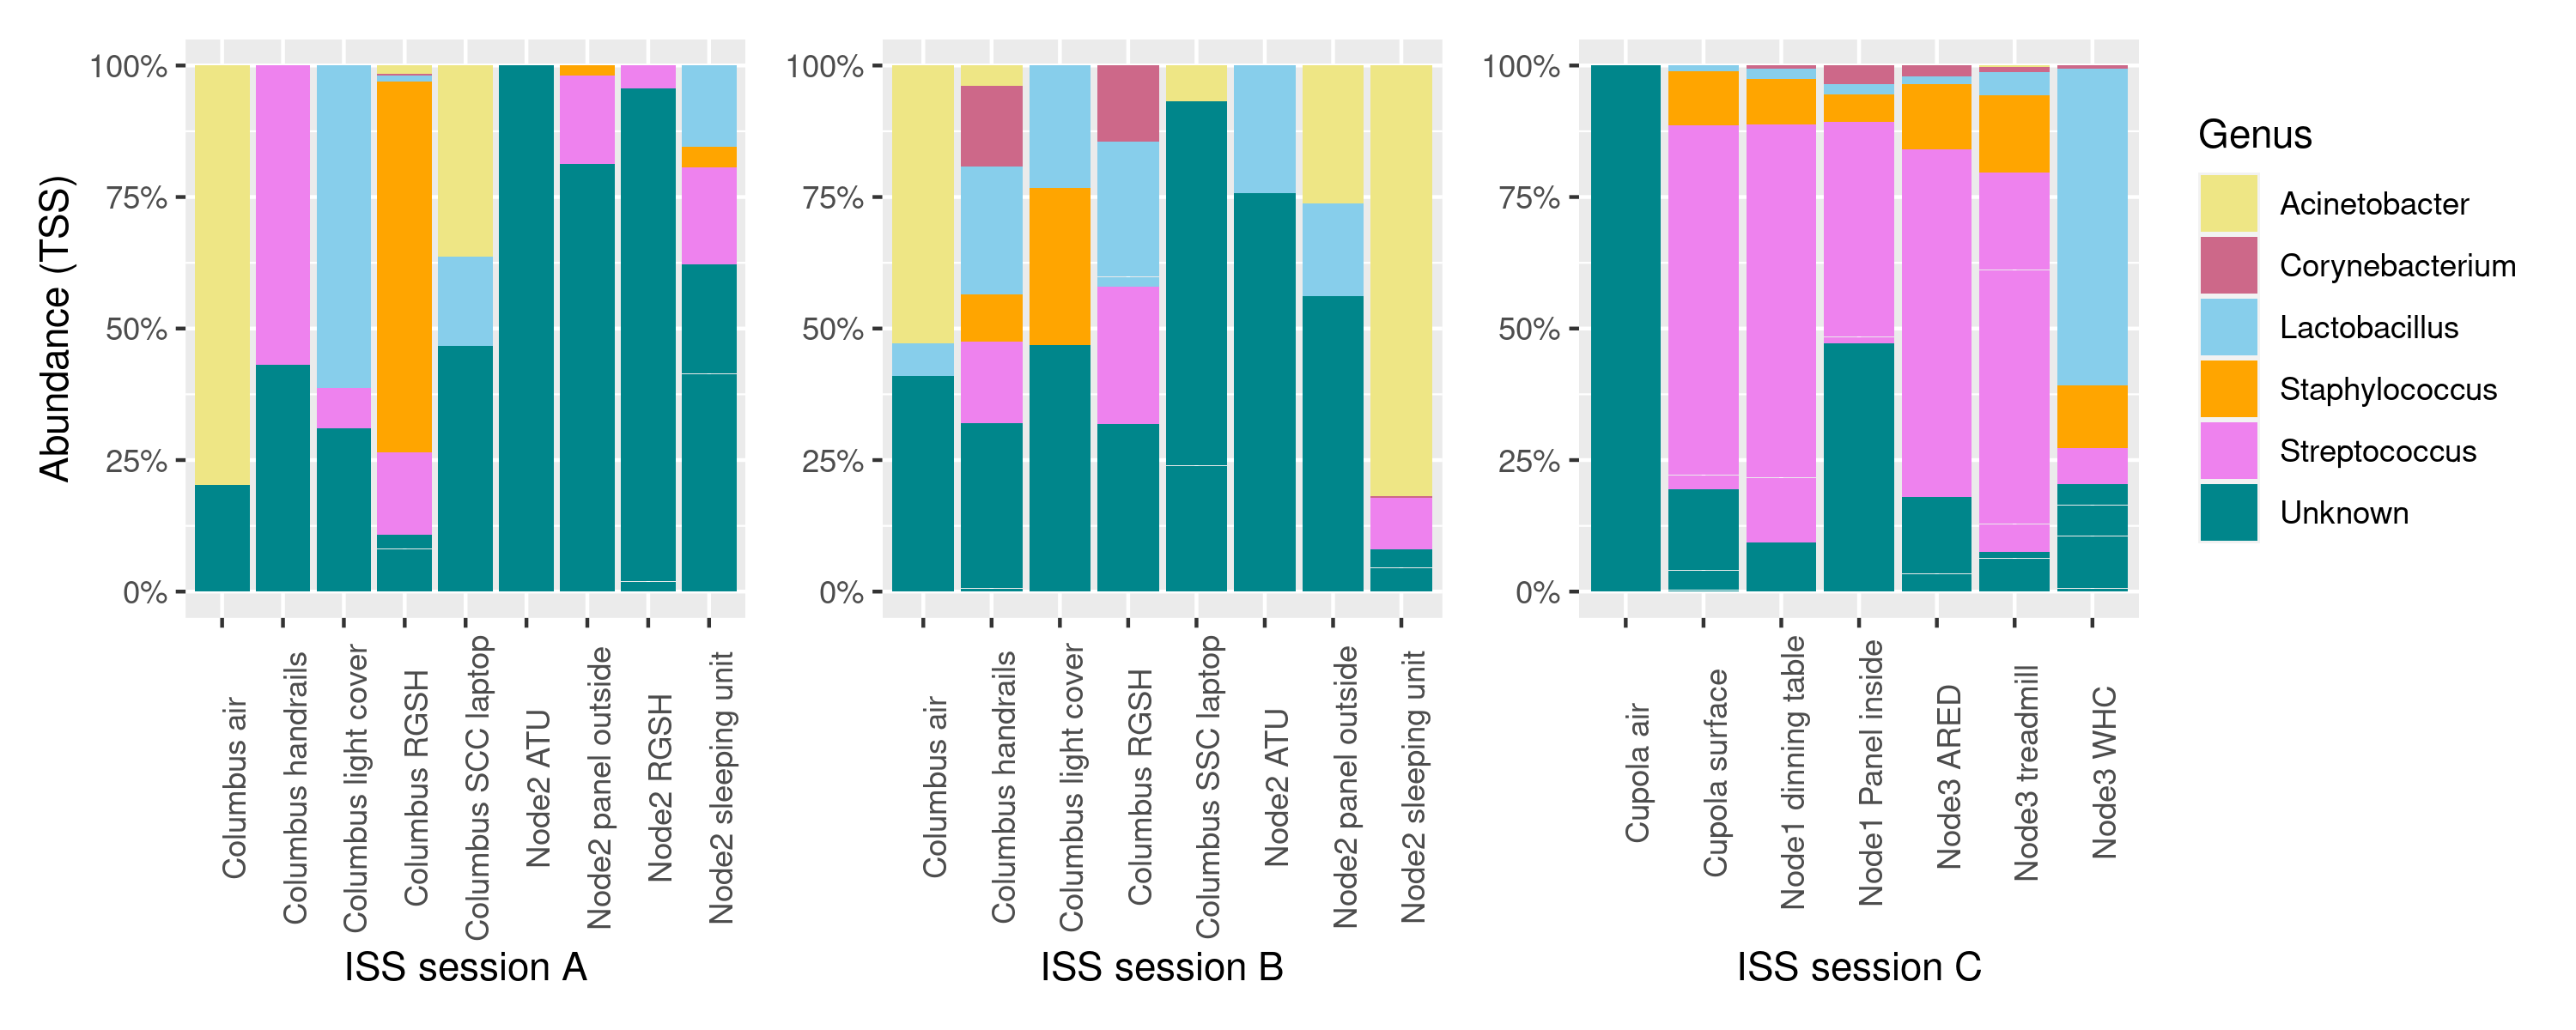 Abundance (TSS)
100%
75%
50%
25%
0%
Columbus air
Columbus handrails
Columbus light cover
Columbus RGSH
Columbus SCC laptop
Node2 ATU
Node2 panel outside
Node2 RGSH
Node2 sleeping unit
ISS session A
100%
75%
50%
25%
0%
Columbus air
Columbus handrails
Columbus light cover
Columbus RGSH
Columbus SSC laptop
Node2 ATU
Node2 panel outside
Node2 sleeping unit
ISS session B
100%
75%
50%
25%
0%
Cupola air
Cupola surface
Node1 dinning table
Node1 Panel inside
Node3 ARED
Node3 treadmill
Node3 WHC
ISS session C
Genus
Acinetobacter
Corynebacterium
Lactobacillus
Staphylococcus
Streptococcus
Unknown